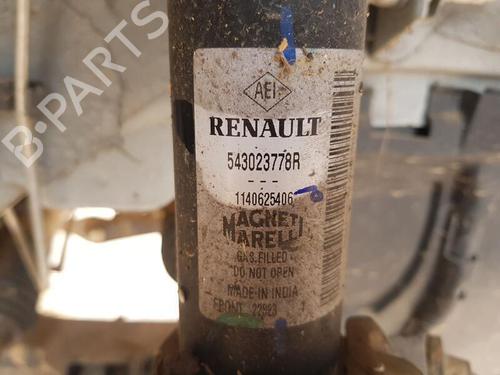 B-PARTS
AEI
RENAULT
543023778R
---
1140625406
MAGNETI
MARELLI
GAS.FILLED
DO NOT OPEN
MADE IN INDIA
FRONT 22923